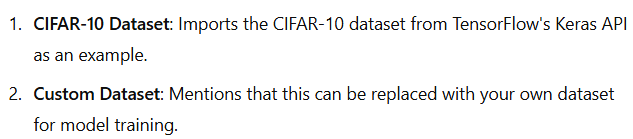 1. CIFAR-10 Dataset: Imports the CIFAR-10 dataset from TensorFlow's Keras API
as an example.
2. Custom Dataset: Mentions that this can be replaced with your own dataset
for model training.